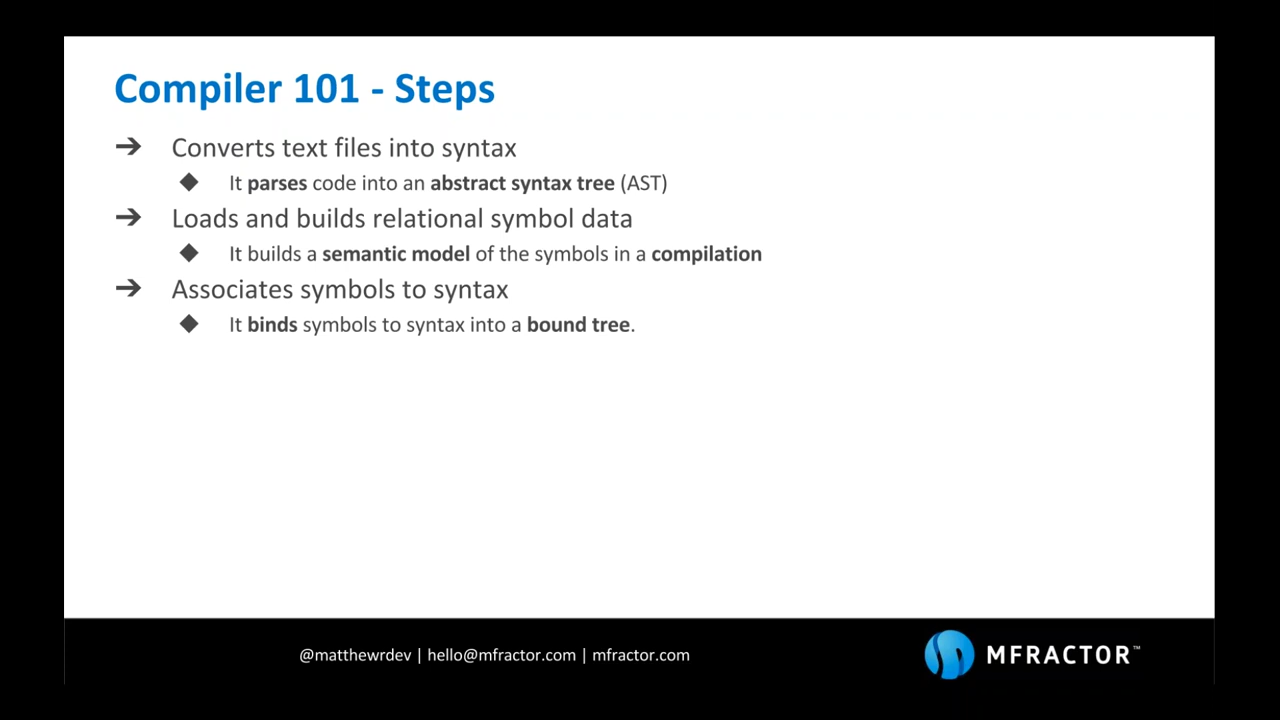 Compiler 101 - Steps
➔ Converts text files into syntax
◆ It parses code into an abstract syntax tree (AST)
➔ Loads and builds relational symbol data
◆ It builds a semantic model of the symbols in a compilation
➔ Associates symbols to syntax
◆ It binds symbols to syntax into a bound tree.
@matthewrdev | hello@mfractor.com | mfractor.com
MFRACTOR™